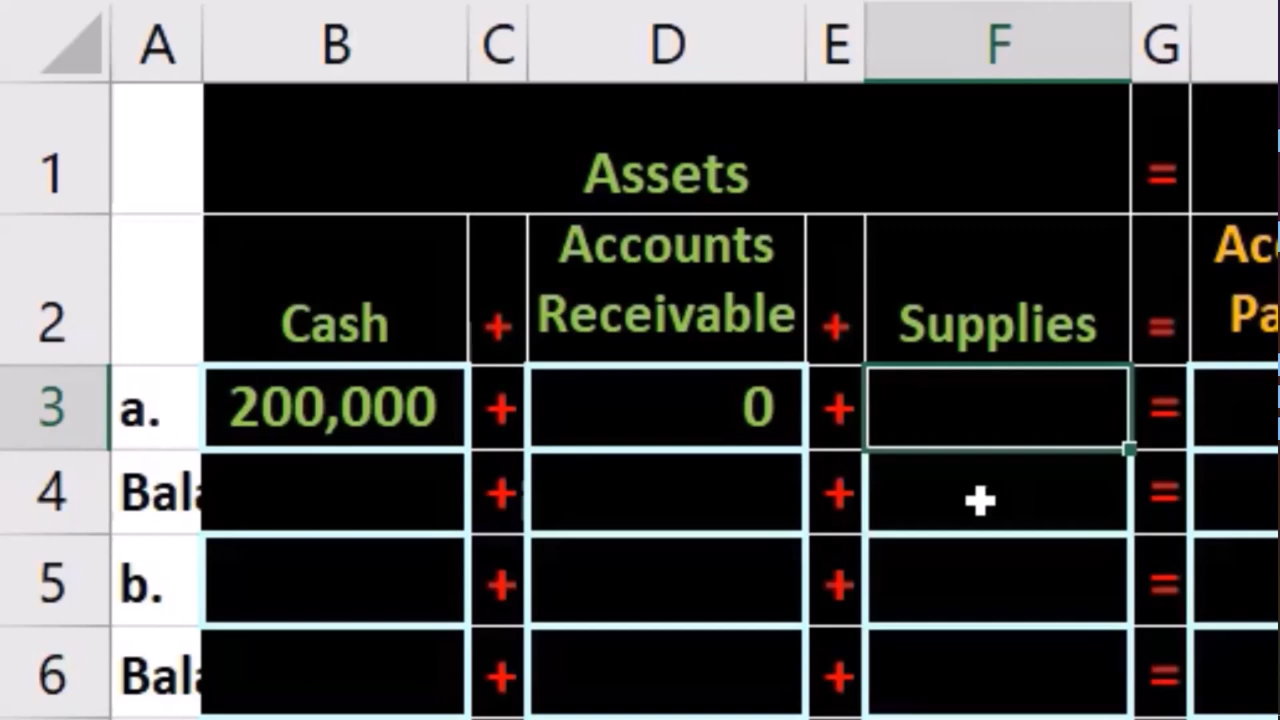 A B C D E F G
1 Assets =
Accounts
2 Cash + Receivable + Supplies =
3 a. 200,000 + 0 + =
4 + + =
5 b. + + =
6 + + =